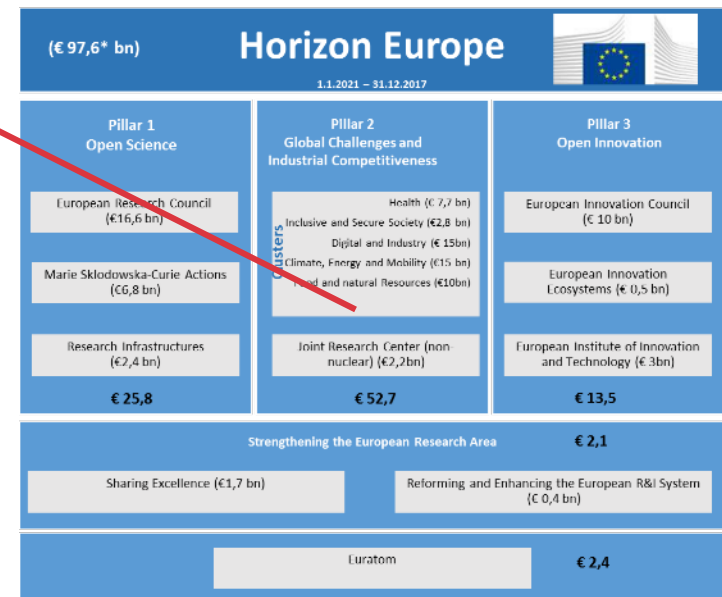 (€ 97,6* bn)
Horizon Europe
1.1.2021 – 31.12.2017
Pillar 1
Open Science
European Research Council
(€16,6 bn)
Marie Sklodowska-Curie Actions
(€6,8 bn)
Research Infrastructures
(€2,4 bn)
€ 25,8
Pillar 2
Global Challenges and
Industrial Competitiveness
Clusters
Health (€ 7,7 bn)
Inclusive and Secure Society (€2,8 bn)
Digital and Industry (€ 15bn)
Climate, Energy and Mobility (€15 bn)
Food and natural Resources (€10bn)
Joint Research Center (non-
nuclear) (€2,2bn)
€ 52,7
Pillar 3
Open Innovation
European Innovation Council
(€ 10 bn)
European Innovation
Ecosystems (€ 0,5 bn)
European Institute of Innovation
and Technology (€ 3bn)
€ 13,5
Strengthening the European Research Area
€ 2,1
Sharing Excellence (€1,7 bn)
Reforming and Enhancing the European R&I System
(€ 0,4 bn)
Euratom
€ 2,4